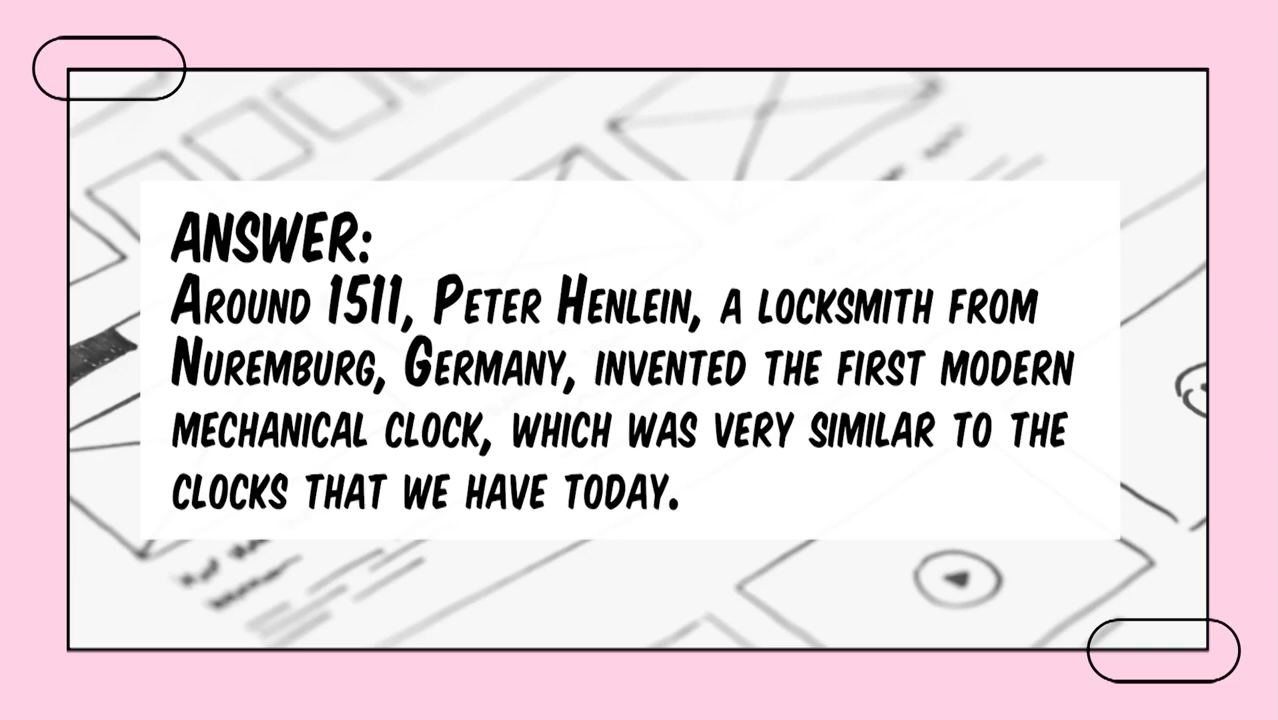 ANSWER:
Around 1511, Peter Henlein, a locksmith from
Nuremburg, Germany, invented the first modern
mechanical clock, which was very similar to the
clocks that we have today.